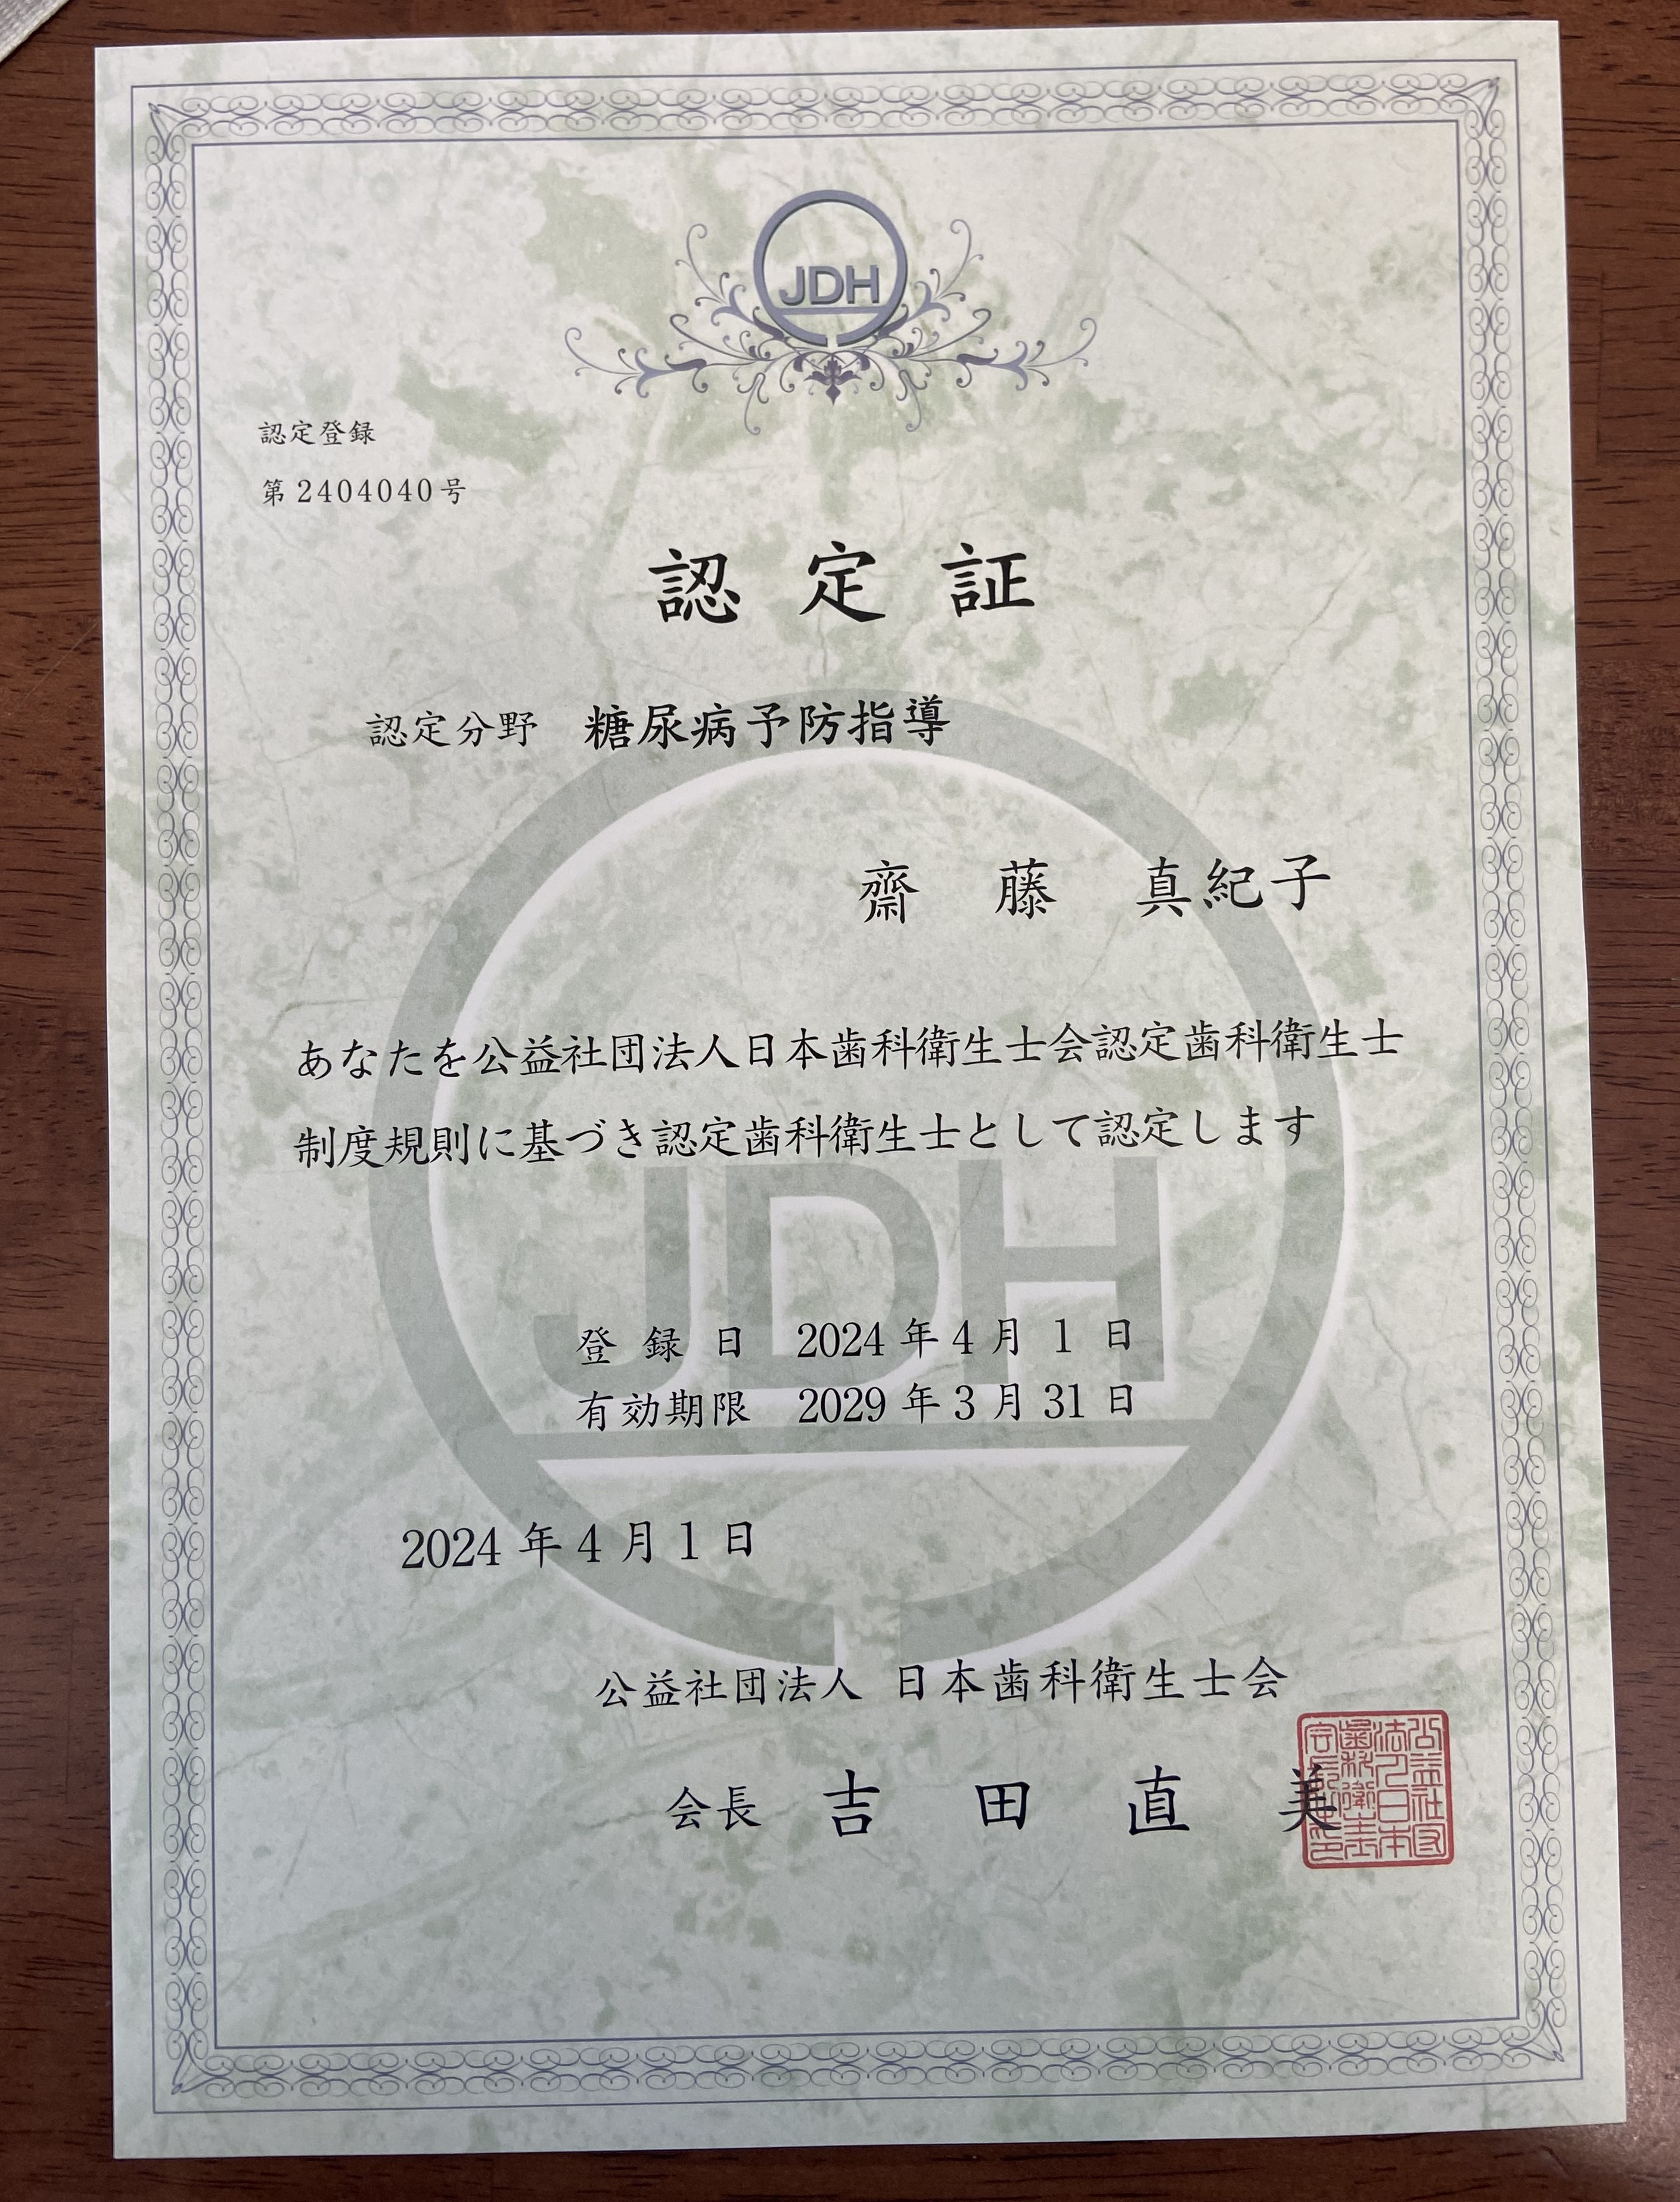 JDH
認定登録
第2404040号
認定証
認定分野 糖尿病予防指導
齋藤 真紀子
あなたを公益社団法人日本歯科衛生士会認定歯科衛生士
制度規則に基づき認定歯科衛生士として認定します
JDH
登録日 2024年4月1日
有効期限 2029年3月31日
2024年4月1日
公益社団法人 日本歯科衛生士会
会長 吉田直美